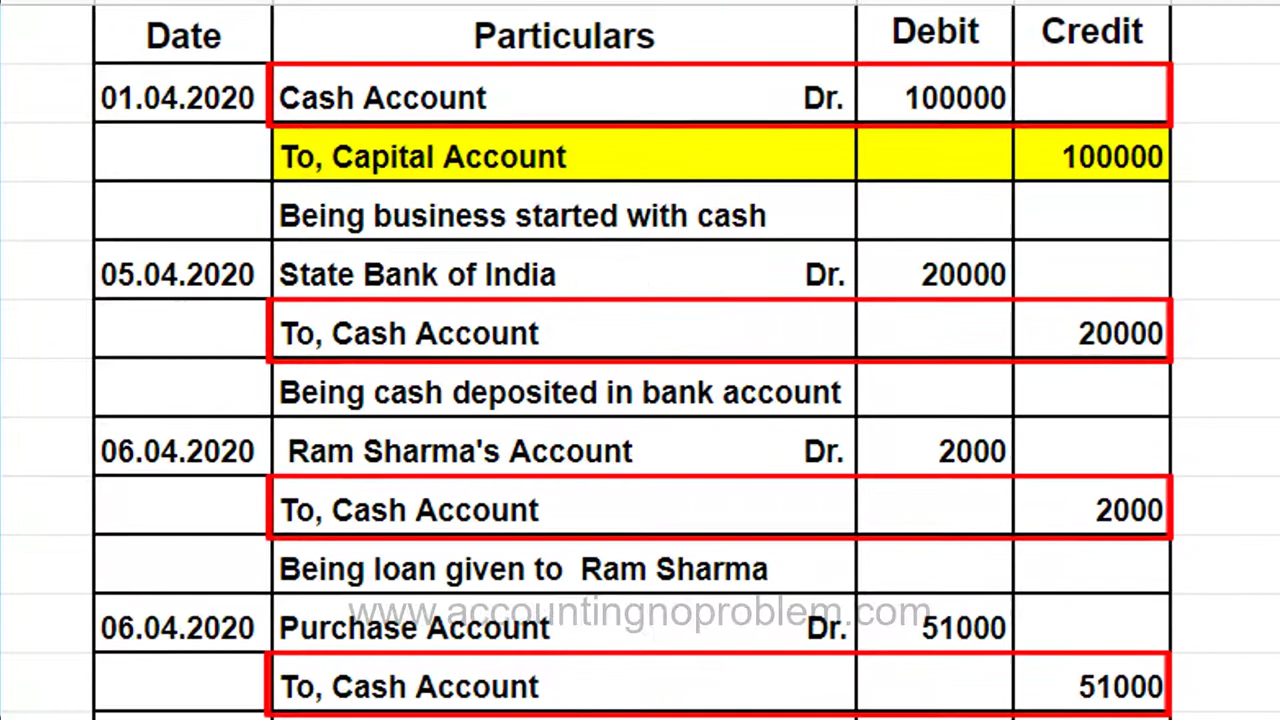 Date Particulars Debit Credit
01.04.2020 Cash Account Dr. 100000
To, Capital Account 100000
Being business started with cash
05.04.2020 State Bank of India Dr. 20000
To, Cash Account 20000
Being cash deposited in bank account
06.04.2020 Ram Sharma's Account Dr. 2000
To, Cash Account 2000
Being loan given to Ram Sharma
www.accountingnoproblem.com
06.04.2020 Purchase Account Dr. 51000
To, Cash Account 51000